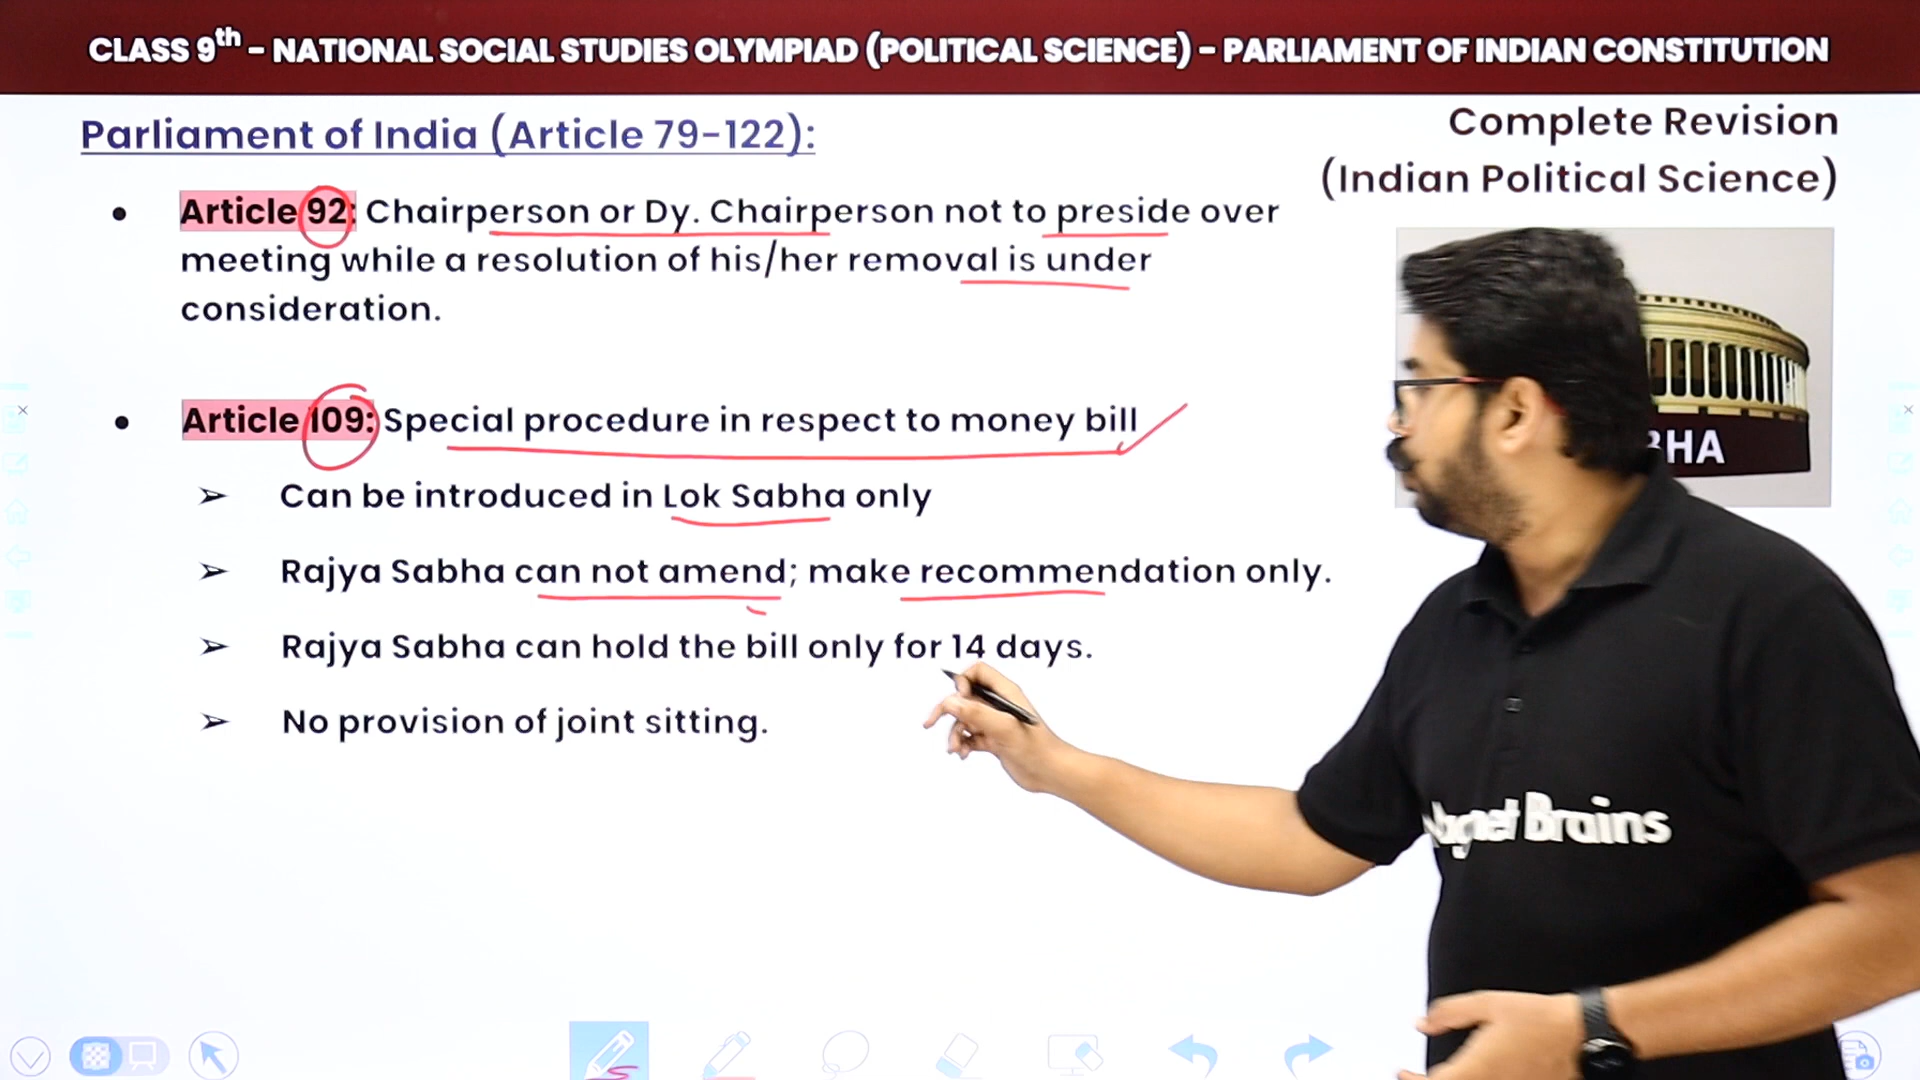 CLASS 9th - NATIONAL SOCIAL STUDIES OLYMPIAD (POLITICAL SCIENCE) - PARLIAMENT OF INDIAN CONSTITUTION
Parliament of India (Article 79-122):
Complete Revision
(Indian Political Science)
• Article 92: Chairperson or Dy. Chairperson not to preside over
meeting while a resolution of his/her removal is under
consideration.
• Article 109: Special procedure in respect to money bill
➢ Can be introduced in Lok Sabha only
➢ Rajya Sabha can not amend; make recommendation only.
➢ Rajya Sabha can hold the bill only for 14 days.
➢ No provision of joint sitting.
Brains